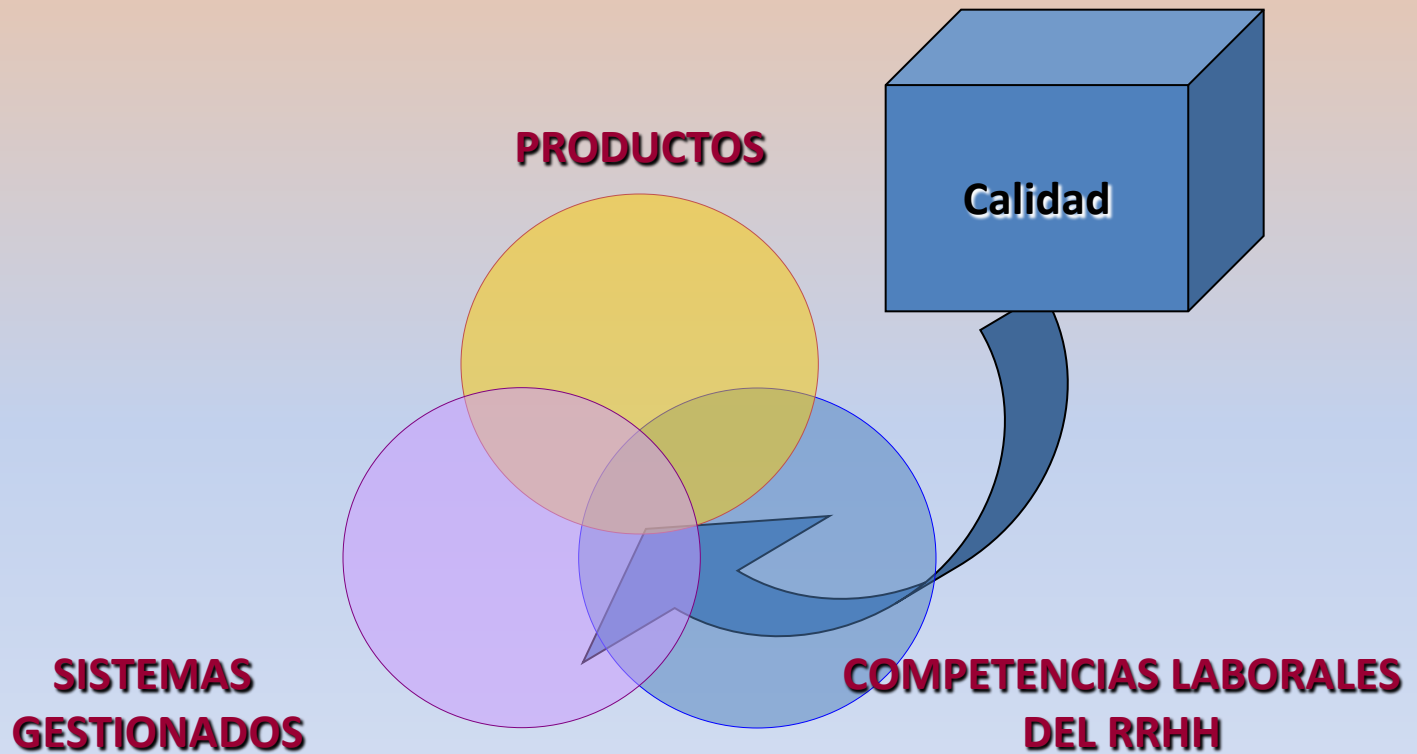 PRODUCTOS
Calidad
SISTEMAS
GESTIONADOS
COMPETENCIAS LABORALES
DEL RRHH